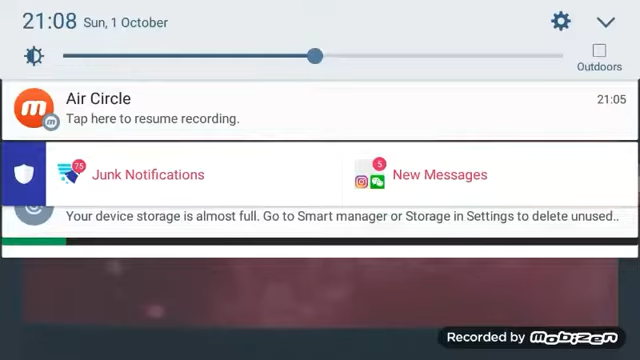 21:08 Sun, 1 October
Outdoors
Air Circle 21:05
Tap here to resume recording.
75 Junk Notifications 5 New Messages
Your device storage is almost full. Go to Smart manager or Storage in Settings to delete unused..
Recorded by Mobizen